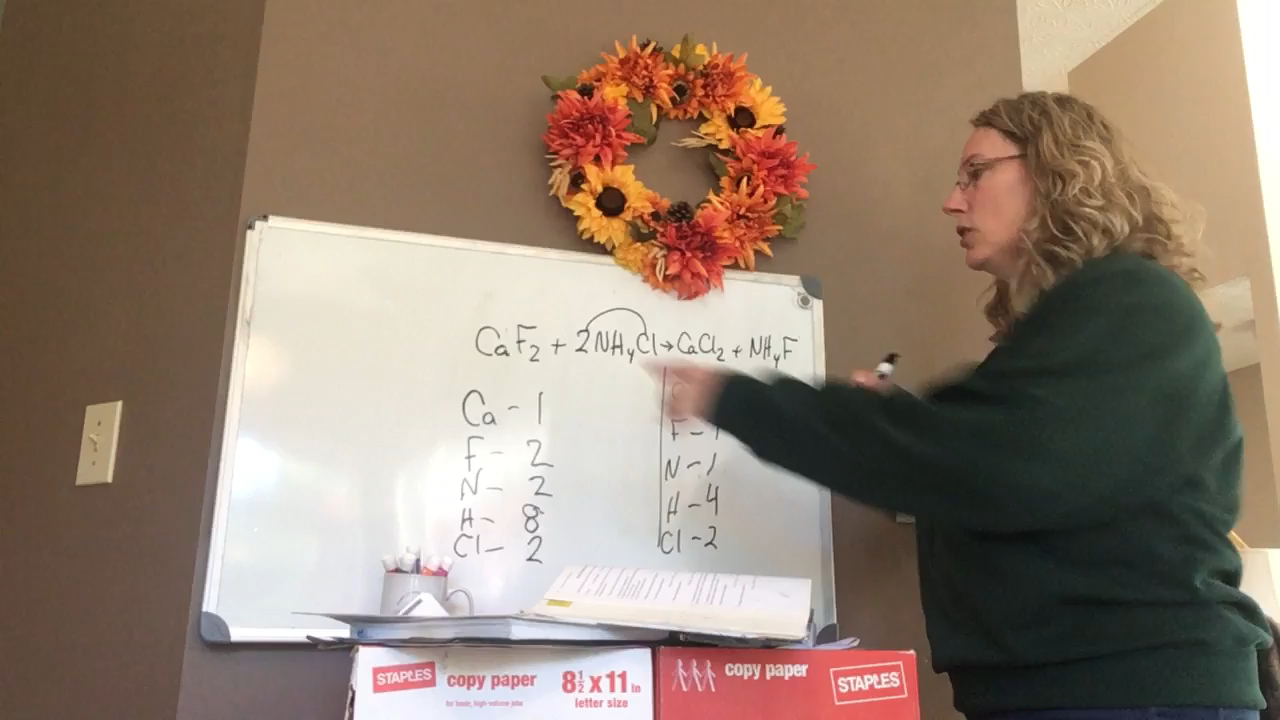 CaF₂ + 2NH₄Cl → CaCl₂ + NH₄F
Ca - 1
F - 2
F - 1
N - 2
N - 1
H - 8
H - 4
Cl - 2
Cl - 2
STAPLES copy paper 8½ x 11 in
letter size
copy paper STAPLES